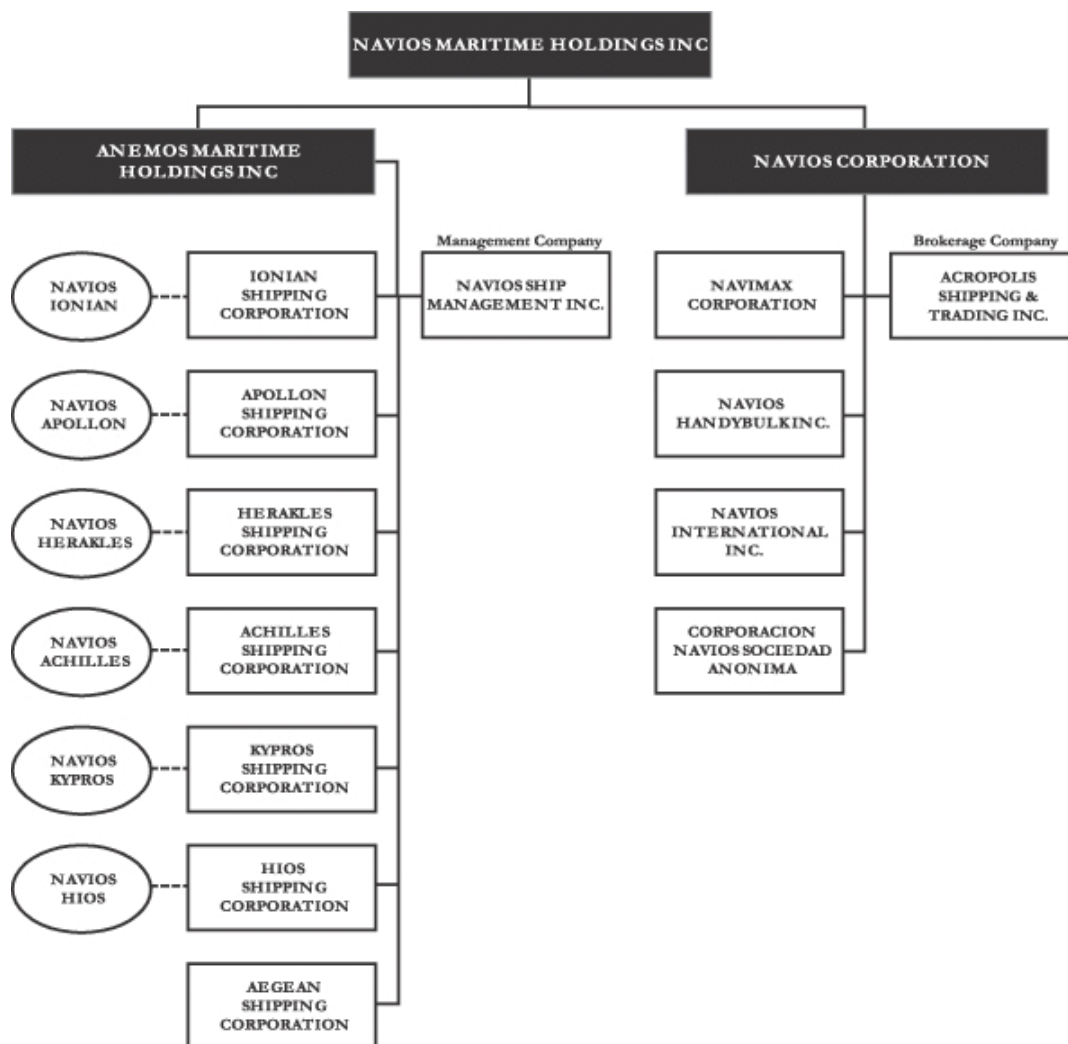 NAVIOS MARITIME HOLDINGS INC
ANEMOS MARITIME
HOLDINGS INC
NAVIOS CORPORATION
Management Company
Brokerage Company
NAVIOS
IONIAN
IONIAN
SHIPPING
CORPORATION
NAVIOS SHIP
MANAGEMENT INC.
NAVIMAX
CORPORATION
ACROPOLIS
SHIPPING &
TRADING INC.
NAVIOS
APOLLON
APOLLON
SHIPPING
CORPORATION
NAVIOS
HANDYBULK INC.
NAVIOS
HERAKLES
HERAKLES
SHIPPING
CORPORATION
NAVIOS
INTERNATIONAL
INC.
NAVIOS
ACHILLES
ACHILLES
SHIPPING
CORPORATION
CORPORACION
NAVIOS SOCIEDAD
ANONIMA
NAVIOS
KYPROS
KYPROS
SHIPPING
CORPORATION
NAVIOS
HIOS
HIOS
SHIPPING
CORPORATION
AEGEAN
SHIPPING
CORPORATION